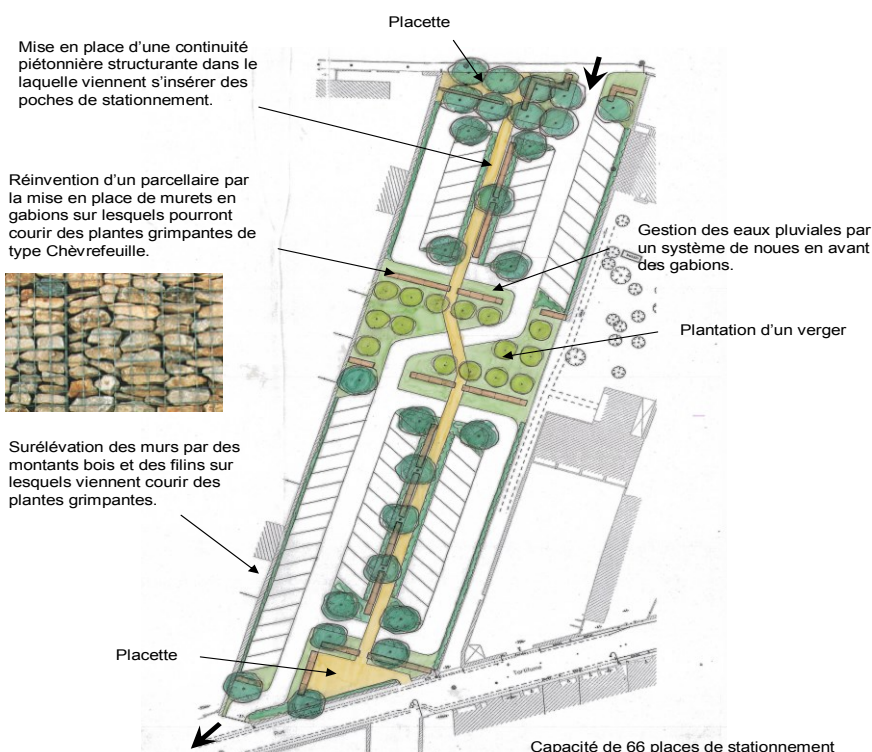 Placette
Mise en place d'une continuité
piétonnière structurante dans le
laquelle viennent s'insérer des
poches de stationnement.
Réinvention d'un parcellaire par
la mise en place de murets en
gabions sur lesquels pourront
courir des plantes grimpantes de
type Chèvrefeuille.
Gestion des eaux pluviales par
un système de noues en avant
des gabions.
Plantation d'un verger
Surélévation des murs par des
montants bois et des filins sur
lesquels viennent courir des
plantes grimpantes.
Placette
Rue
Tartifume
Capacité de 66 places de stationnement